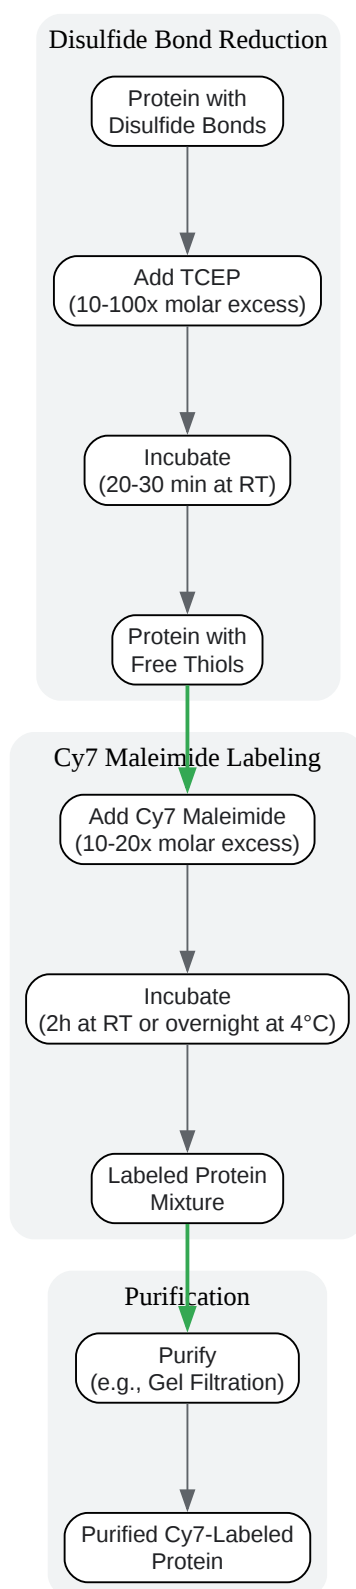 Disulfide Bond Reduction
Protein with
Disulfide Bonds
Add TCEP
(10-100x molar excess)
Incubate
(20-30 min at RT)
Protein with
Free Thiols
Cy7 Maleimide Labeling
Add Cy7 Maleimide
(10-20x molar excess)
Incubate
(2h at RT or overnight at 4°C)
Labeled Protein
Mixture
Purification
Purify
(e.g., Gel Filtration)
Purified Cy7-Labeled
Protein